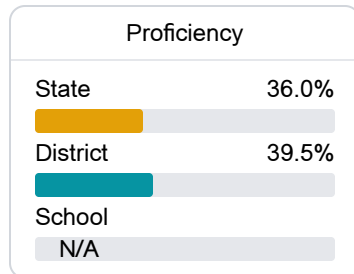 Proficiency
State 36.0%
District 39.5%
School
N/A